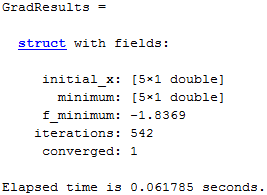 GradResults =
struct with fields:
initial_x: [5×1 double]
minimum: [5×1 double]
f_minimum: -1.8369
iterations: 542
converged: 1
Elapsed time is 0.061785 seconds.